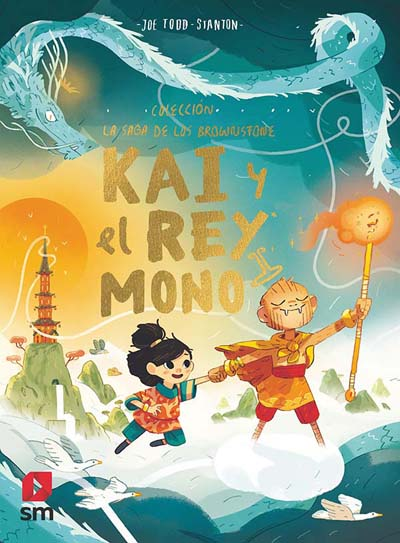 -JOE TODD-STANTON-
COLECCIÓN
LA SAGA DE LOS BROWNSTONE
KAI y
el REY
MONO
sm